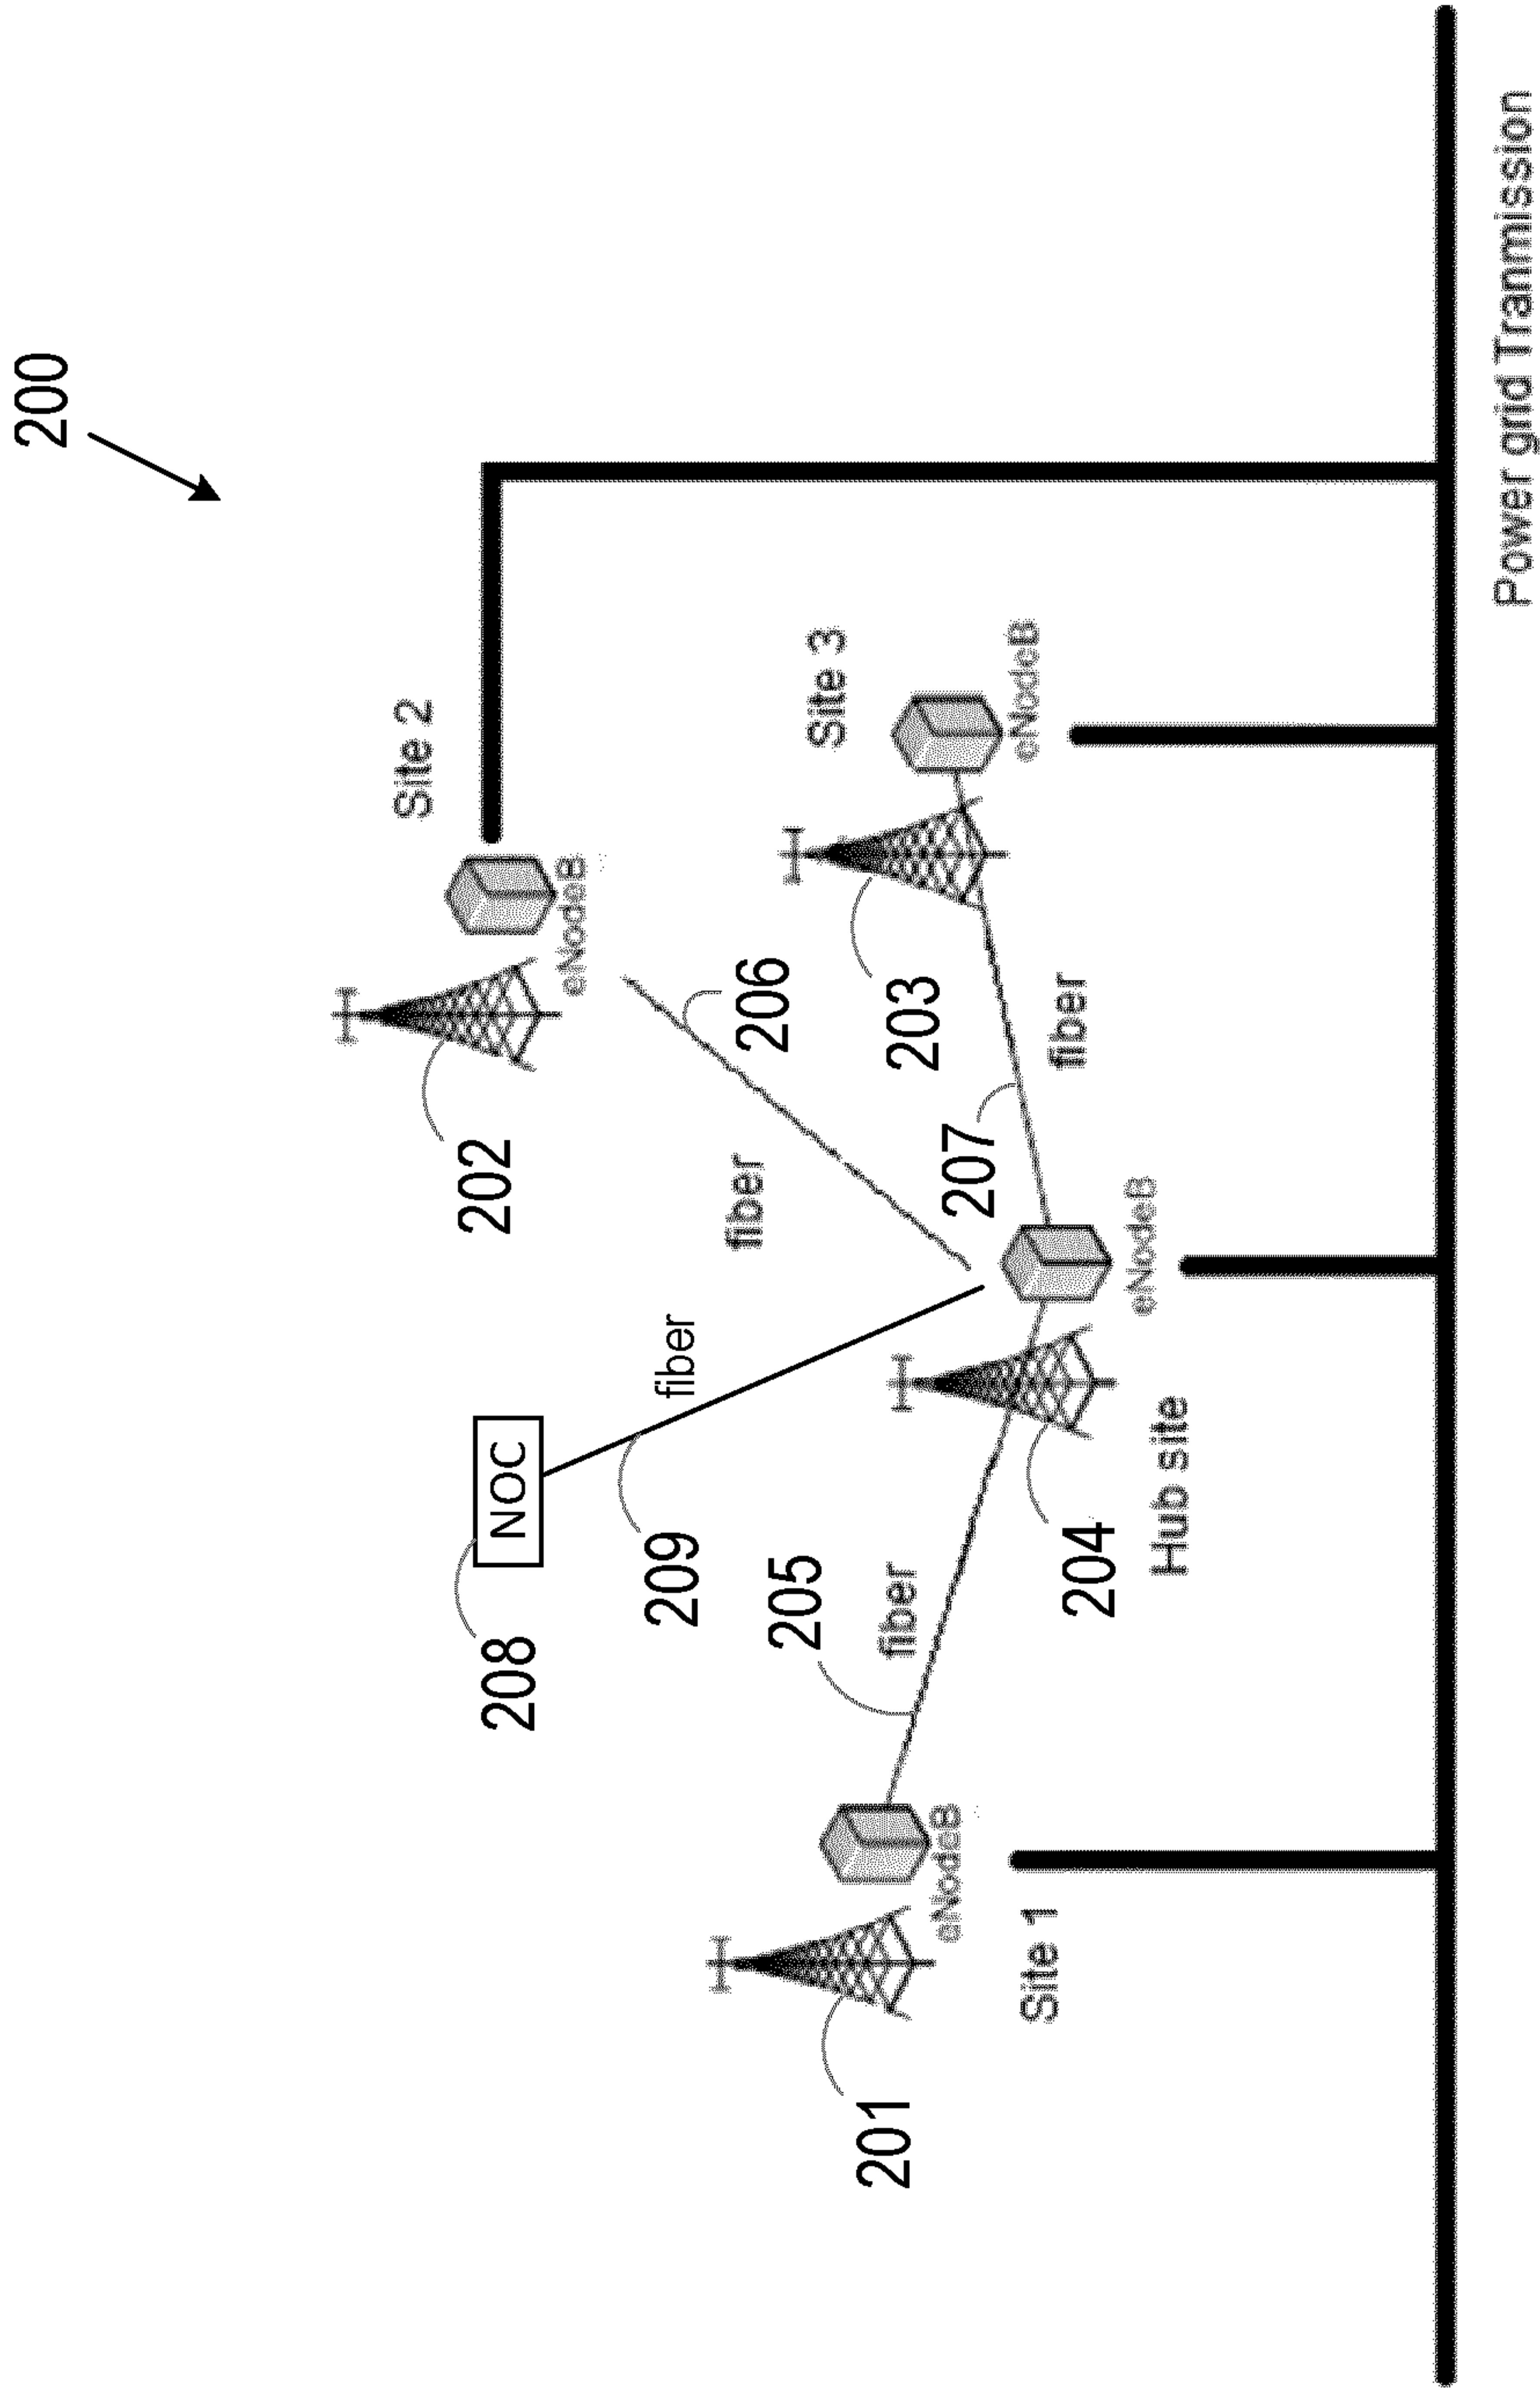 200
Site 2
eNodeB
202
NOC
208
fiber
209
206
fiber
Site 3
eNodeB
203
207
fiber
205
fiber
eNodeB
204
Hub site
201
eNodeB
Site 1
Power grid Tranmission